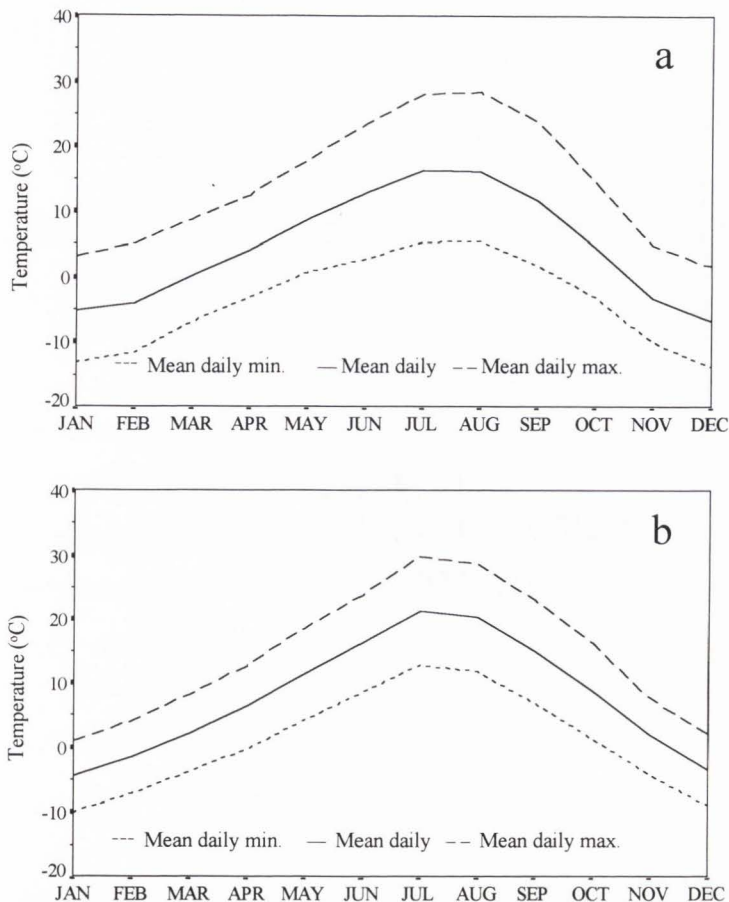 a
Temperature (°C)
40
30
20
10
0
-10
-20
Mean daily min. Mean daily Mean daily max.
JAN FEB MAR APR MAY JUN JUL AUG SEP OCT NOV DEC
b
Temperature (°C)
40
30
20
10
0
-10
-20
Mean daily min. Mean daily Mean daily max.
JAN FEB MAR APR MAY JUN JUL AUG SEP OCT NOV DEC